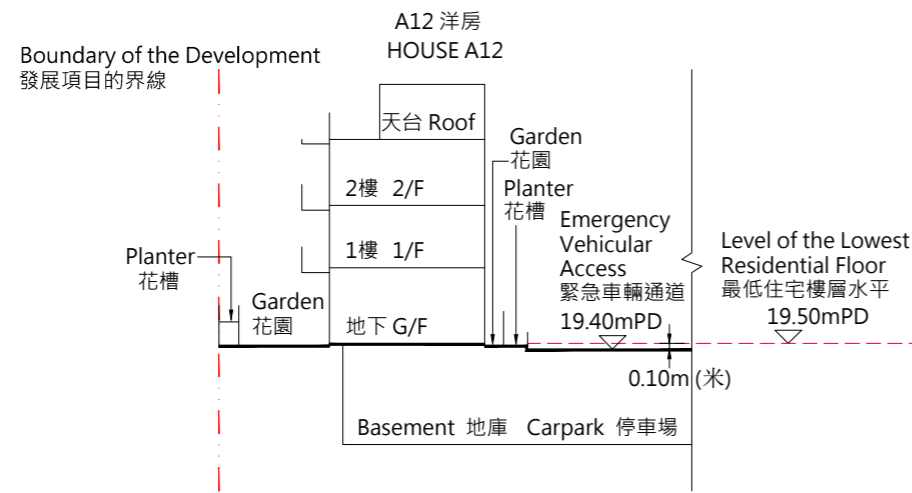 A12 洋房
HOUSE A12
Boundary of the Development
發展項目的界線
天台 Roof
Garden
花園
2樓 2/F
Planter
花槽
Emergency
Vehicular
Access
緊急車輛通道
19.40mPD
Level of the Lowest
Residential Floor
最低住宅樓層水平
19.50mPD
1樓 1/F
Planter
花槽
Garden
花園
地下 G/F
0.10m (米)
Basement 地庫 Carpark 停車場